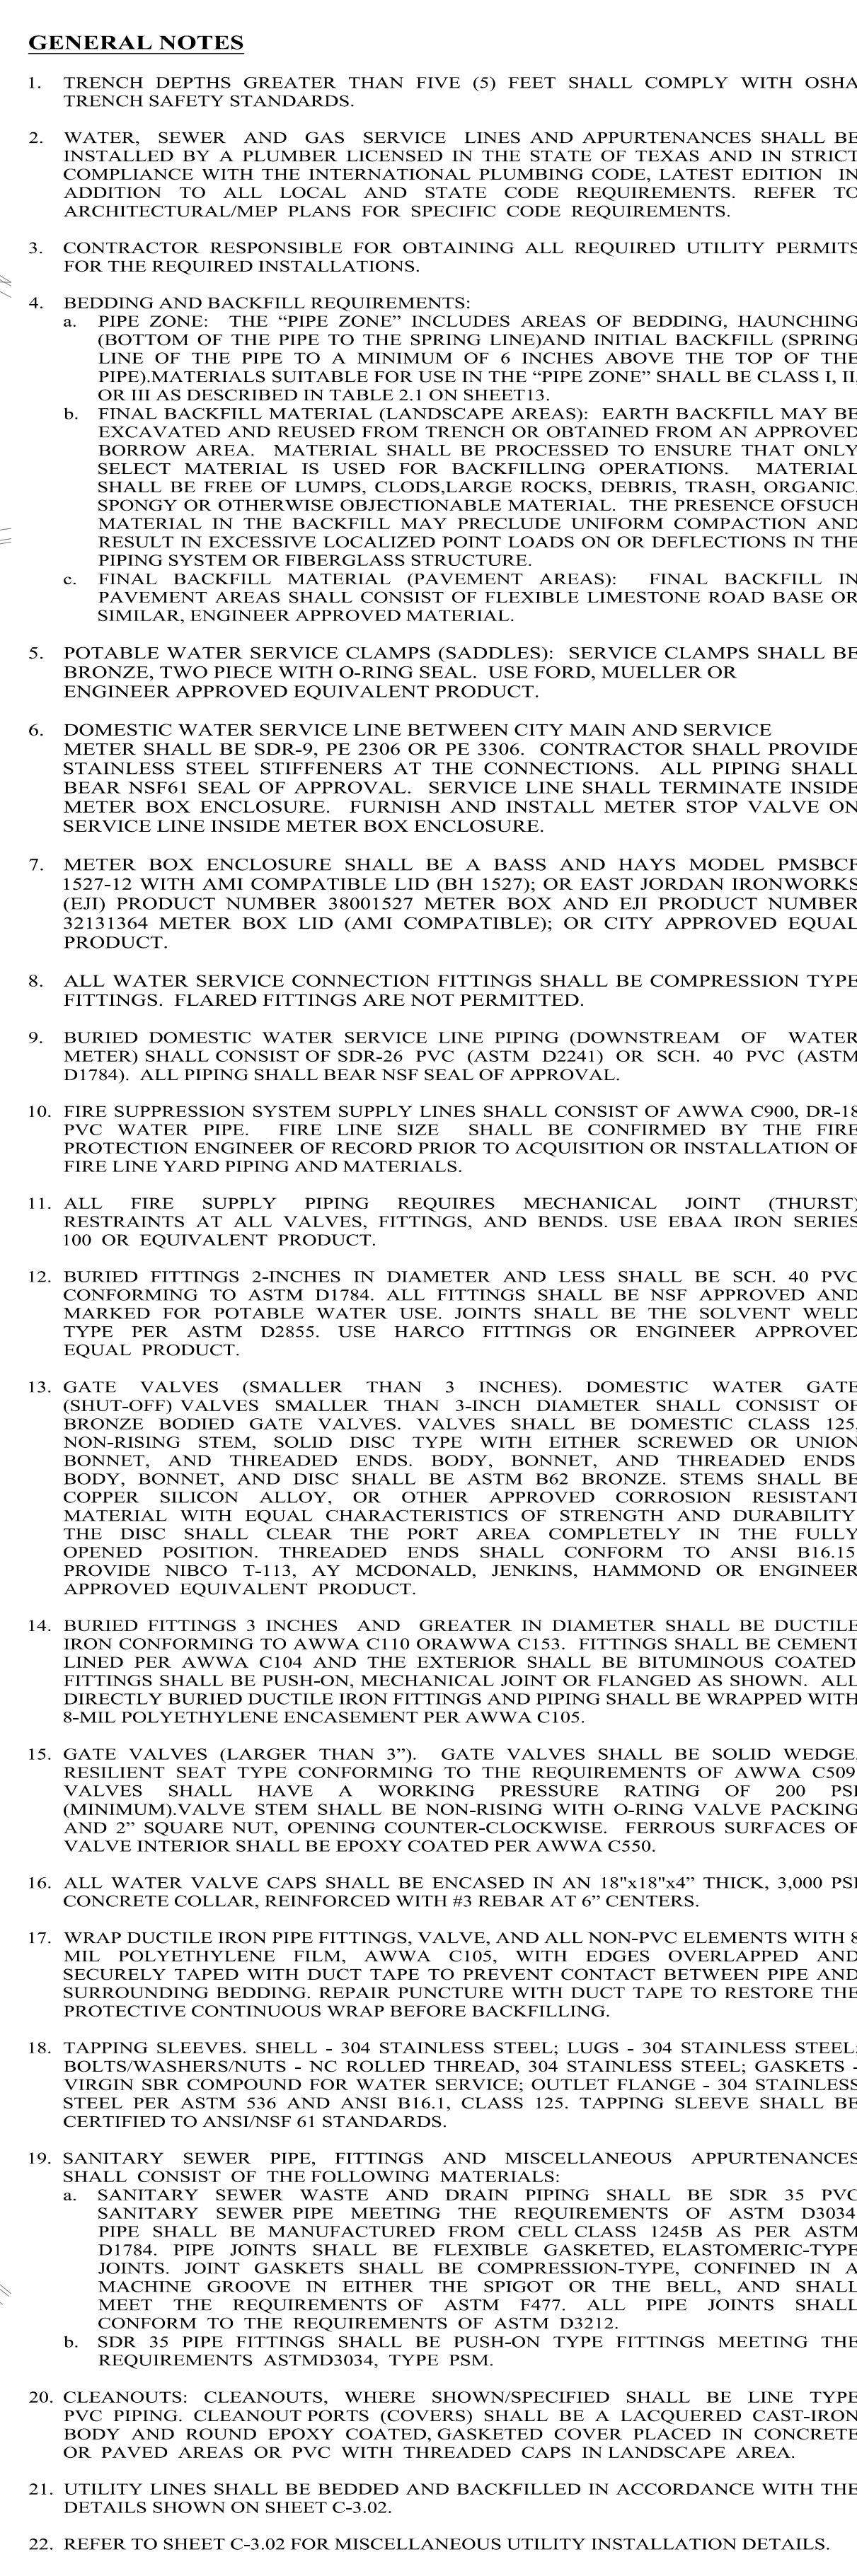 GENERAL NOTES
1. TRENCH DEPTHS GREATER THAN FIVE (5) FEET SHALL COMPLY WITH OSHA
TRENCH SAFETY STANDARDS.
2. WATER, SEWER AND GAS SERVICE LINES AND APPURTENANCES SHALL BE
INSTALLED BY A PLUMBER LICENSED IN THE STATE OF TEXAS AND IN STRICT
COMPLIANCE WITH THE INTERNATIONAL PLUMBING CODE, LATEST EDITION IN
ADDITION TO ALL LOCAL AND STATE CODE REQUIREMENTS. REFER TO
ARCHITECTURAL/MEP PLANS FOR SPECIFIC CODE REQUIREMENTS.
3. CONTRACTOR RESPONSIBLE FOR OBTAINING ALL REQUIRED UTILITY PERMITS
FOR THE REQUIRED INSTALLATIONS.
4. BEDDING AND BACKFILL REQUIREMENTS:
a. PIPE ZONE: THE “PIPE ZONE” INCLUDES AREAS OF BEDDING, HAUNCHING
(BOTTOM OF THE PIPE TO THE SPRING LINE)AND INITIAL BACKFILL (SPRING
LINE OF THE PIPE TO A MINIMUM OF 6 INCHES ABOVE THE TOP OF THE
PIPE).MATERIALS SUITABLE FOR USE IN THE “PIPE ZONE” SHALL BE CLASS I, II,
OR III AS DESCRIBED IN TABLE 2.1 ON SHEET13.
b. FINAL BACKFILL MATERIAL (LANDSCAPE AREAS): EARTH BACKFILL MAY BE
EXCAVATED AND REUSED FROM TRENCH OR OBTAINED FROM AN APPROVED
BORROW AREA. MATERIAL SHALL BE PROCESSED TO ENSURE THAT ONLY
SELECT MATERIAL IS USED FOR BACKFILLING OPERATIONS. MATERIAL
SHALL BE FREE OF LUMPS, CLODS,LARGE ROCKS, DEBRIS, TRASH, ORGANIC,
SPONGY OR OTHERWISE OBJECTIONABLE MATERIAL. THE PRESENCE OFSUCH
MATERIAL IN THE BACKFILL MAY PRECLUDE UNIFORM COMPACTION AND
RESULT IN EXCESSIVE LOCALIZED POINT LOADS ON OR DEFLECTIONS IN THE
PIPING SYSTEM OR FIBERGLASS STRUCTURE.
c. FINAL BACKFILL MATERIAL (PAVEMENT AREAS): FINAL BACKFILL IN
PAVEMENT AREAS SHALL CONSIST OF FLEXIBLE LIMESTONE ROAD BASE OR
SIMILAR, ENGINEER APPROVED MATERIAL.
5. POTABLE WATER SERVICE CLAMPS (SADDLES): SERVICE CLAMPS SHALL BE
BRONZE, TWO PIECE WITH O-RING SEAL. USE FORD, MUELLER OR
ENGINEER APPROVED EQUIVALENT PRODUCT.
6. DOMESTIC WATER SERVICE LINE BETWEEN CITY MAIN AND SERVICE
METER SHALL BE SDR-9, PE 2306 OR PE 3306. CONTRACTOR SHALL PROVIDE
STAINLESS STEEL STIFFENERS AT THE CONNECTIONS. ALL PIPING SHALL
BEAR NSF61 SEAL OF APPROVAL. SERVICE LINE SHALL TERMINATE INSIDE
METER BOX ENCLOSURE. FURNISH AND INSTALL METER STOP VALVE ON
SERVICE LINE INSIDE METER BOX ENCLOSURE.
7. METER BOX ENCLOSURE SHALL BE A BASS AND HAYS MODEL PMSBCF
1527-12 WITH AMI COMPATIBLE LID (BH 1527); OR EAST JORDAN IRONWORKS
(EJI) PRODUCT NUMBER 38001527 METER BOX AND EJI PRODUCT NUMBER
32131364 METER BOX LID (AMI COMPATIBLE); OR CITY APPROVED EQUAL
PRODUCT.
8. ALL WATER SERVICE CONNECTION FITTINGS SHALL BE COMPRESSION TYPE
FITTINGS. FLARED FITTINGS ARE NOT PERMITTED.
9. BURIED DOMESTIC WATER SERVICE LINE PIPING (DOWNSTREAM OF WATER
METER) SHALL CONSIST OF SDR-26 PVC (ASTM D2241) OR SCH. 40 PVC (ASTM
D1784). ALL PIPING SHALL BEAR NSF SEAL OF APPROVAL.
10. FIRE SUPPRESSION SYSTEM SUPPLY LINES SHALL CONSIST OF AWWA C900, DR-18
PVC WATER PIPE. FIRE LINE SIZE SHALL BE CONFIRMED BY THE FIRE
PROTECTION ENGINEER OF RECORD PRIOR TO ACQUISITION OR INSTALLATION OF
FIRE LINE YARD PIPING AND MATERIALS.
11. ALL FIRE SUPPLY PIPING REQUIRES MECHANICAL JOINT (THURST)
RESTRAINTS AT ALL VALVES, FITTINGS, AND BENDS. USE EBAA IRON SERIES
100 OR EQUIVALENT PRODUCT.
12. BURIED FITTINGS 2-INCHES IN DIAMETER AND LESS SHALL BE SCH. 40 PVC
CONFORMING TO ASTM D1784. ALL FITTINGS SHALL BE NSF APPROVED AND
MARKED FOR POTABLE WATER USE. JOINTS SHALL BE THE SOLVENT WELD
TYPE PER ASTM D2855. USE HARCO FITTINGS OR ENGINEER APPROVED
EQUAL PRODUCT.
13. GATE VALVES (SMALLER THAN 3 INCHES). DOMESTIC WATER GATE
(SHUT-OFF) VALVES SMALLER THAN 3-INCH DIAMETER SHALL CONSIST OF
BRONZE BODIED GATE VALVES. VALVES SHALL BE DOMESTIC CLASS 125,
NON-RISING STEM, SOLID DISC TYPE WITH EITHER SCREWED OR UNION
BONNET, AND THREADED ENDS. BODY, BONNET, AND THREADED ENDS.
BODY, BONNET, AND DISC SHALL BE ASTM B62 BRONZE. STEMS SHALL BE
COPPER SILICON ALLOY, OR OTHER APPROVED CORROSION RESISTANT
MATERIAL WITH EQUAL CHARACTERISTICS OF STRENGTH AND DURABILITY.
THE DISC SHALL CLEAR THE PORT AREA COMPLETELY IN THE FULLY
OPENED POSITION. THREADED ENDS SHALL CONFORM TO ANSI B16.15.
PROVIDE NIBCO T-113, AY MCDONALD, JENKINS, HAMMOND OR ENGINEER
APPROVED EQUIVALENT PRODUCT.
14. BURIED FITTINGS 3 INCHES AND GREATER IN DIAMETER SHALL BE DUCTILE
IRON CONFORMING TO AWWA C110 ORAWWA C153. FITTINGS SHALL BE CEMENT
LINED PER AWWA C104 AND THE EXTERIOR SHALL BE BITUMINOUS COATED.
FITTINGS SHALL BE PUSH-ON, MECHANICAL JOINT OR FLANGED AS SHOWN. ALL
DIRECTLY BURIED DUCTILE IRON FITTINGS AND PIPING SHALL BE WRAPPED WITH
8-MIL POLYETHYLENE ENCASEMENT PER AWWA C105.
15. GATE VALVES (LARGER THAN 3”). GATE VALVES SHALL BE SOLID WEDGE,
RESILIENT SEAT TYPE CONFORMING TO THE REQUIREMENTS OF AWWA C509.
VALVES SHALL HAVE A WORKING PRESSURE RATING OF 200 PSI
(MINIMUM).VALVE STEM SHALL BE NON-RISING WITH O-RING VALVE PACKING
AND 2” SQUARE NUT, OPENING COUNTER-CLOCKWISE. FERROUS SURFACES OF
VALVE INTERIOR SHALL BE EPOXY COATED PER AWWA C550.
16. ALL WATER VALVE CAPS SHALL BE ENCASED IN AN 18"x18"x4” THICK, 3,000 PSI
CONCRETE COLLAR, REINFORCED WITH #3 REBAR AT 6” CENTERS.
17. WRAP DUCTILE IRON PIPE FITTINGS, VALVE, AND ALL NON-PVC ELEMENTS WITH 8
MIL POLYETHYLENE FILM, AWWA C105, WITH EDGES OVERLAPPED AND
SECURELY TAPED WITH DUCT TAPE TO PREVENT CONTACT BETWEEN PIPE AND
SURROUNDING BEDDING. REPAIR PUNCTURE WITH DUCT TAPE TO RESTORE THE
PROTECTIVE CONTINUOUS WRAP BEFORE BACKFILLING.
18. TAPPING SLEEVES. SHELL - 304 STAINLESS STEEL; LUGS - 304 STAINLESS STEEL;
BOLTS/WASHERS/NUTS - NC ROLLED THREAD, 304 STAINLESS STEEL; GASKETS -
VIRGIN SBR COMPOUND FOR WATER SERVICE; OUTLET FLANGE - 304 STAINLESS
STEEL PER ASTM 536 AND ANSI B16.1, CLASS 125. TAPPING SLEEVE SHALL BE
CERTIFIED TO ANSI/NSF 61 STANDARDS.
19. SANITARY SEWER PIPE, FITTINGS AND MISCELLANEOUS APPURTENANCES
SHALL CONSIST OF THE FOLLOWING MATERIALS:
a. SANITARY SEWER WASTE AND DRAIN PIPING SHALL BE SDR 35 PVC
SANITARY SEWER PIPE MEETING THE REQUIREMENTS OF ASTM D3034.
PIPE SHALL BE MANUFACTURED FROM CELL CLASS 1245B AS PER ASTM
D1784. PIPE JOINTS SHALL BE FLEXIBLE GASKETED, ELASTOMERIC-TYPE
JOINTS. JOINT GASKETS SHALL BE COMPRESSION-TYPE, CONFINED IN A
MACHINE GROOVE IN EITHER THE SPIGOT OR THE BELL, AND SHALL
MEET THE REQUIREMENTS OF ASTM F477. ALL PIPE JOINTS SHALL
CONFORM TO THE REQUIREMENTS OF ASTM D3212.
b. SDR 35 PIPE FITTINGS SHALL BE PUSH-ON TYPE FITTINGS MEETING THE
REQUIREMENTS ASTMD3034, TYPE PSM.
20. CLEANOUTS: CLEANOUTS, WHERE SHOWN/SPECIFIED SHALL BE LINE TYPE
PVC PIPING. CLEANOUT PORTS (COVERS) SHALL BE A LACQUERED CAST-IRON
BODY AND ROUND EPOXY COATED, GASKETED COVER PLACED IN CONCRETE
OR PAVED AREAS OR PVC WITH THREADED CAPS IN LANDSCAPE AREA.
21. UTILITY LINES SHALL BE BEDDED AND BACKFILLED IN ACCORDANCE WITH THE
DETAILS SHOWN ON SHEET C-3.02.
22. REFER TO SHEET C-3.02 FOR MISCELLANEOUS UTILITY INSTALLATION DETAILS.